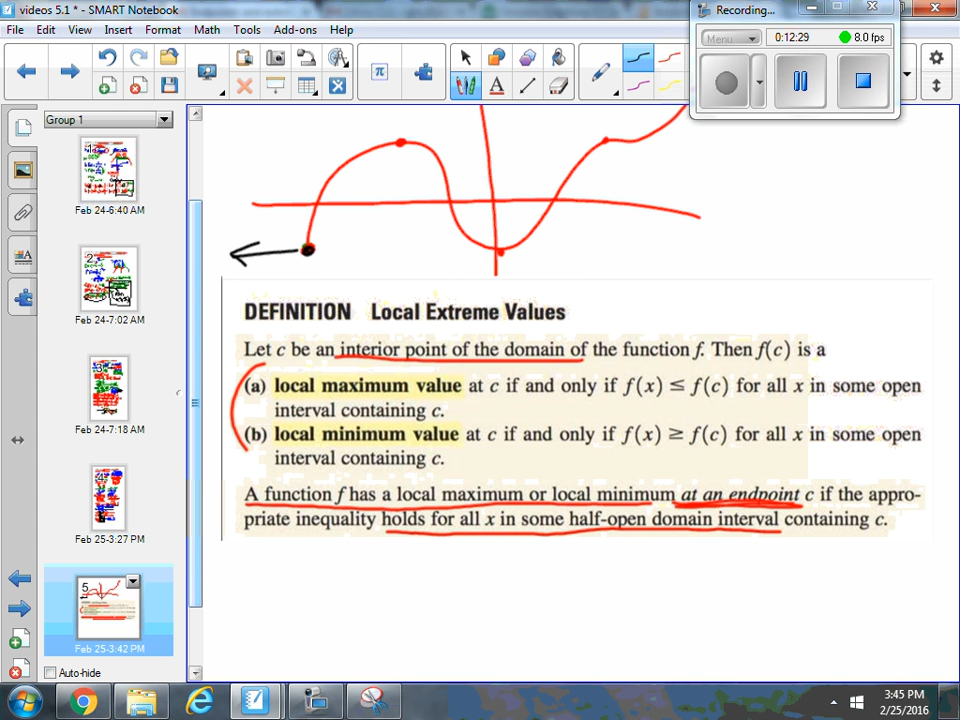 videos 5.1 * - SMART Notebook
Recording...
File Edit View Insert Format Math Tools Add-ons Help
Menu
0:12:29
8.0 fps
Group 1
Feb 24-6:40 AM
Feb 24-7:02 AM
Feb 24-7:18 AM
Feb 25-3:27 PM
5
Feb 25-3:42 PM
Auto-hide
DEFINITION Local Extreme Values
Let c be an interior point of the domain of the function f. Then f(c) is a
(a) local maximum value at c if and only if f(x) ≤ f(c) for all x in some open
interval containing c.
(b) local minimum value at c if and only if f(x) ≥ f(c) for all x in some open
interval containing c.
A function f has a local maximum or local minimum at an endpoint c if the appro-
priate inequality holds for all x in some half-open domain interval containing c.
3:45 PM
2/25/2016